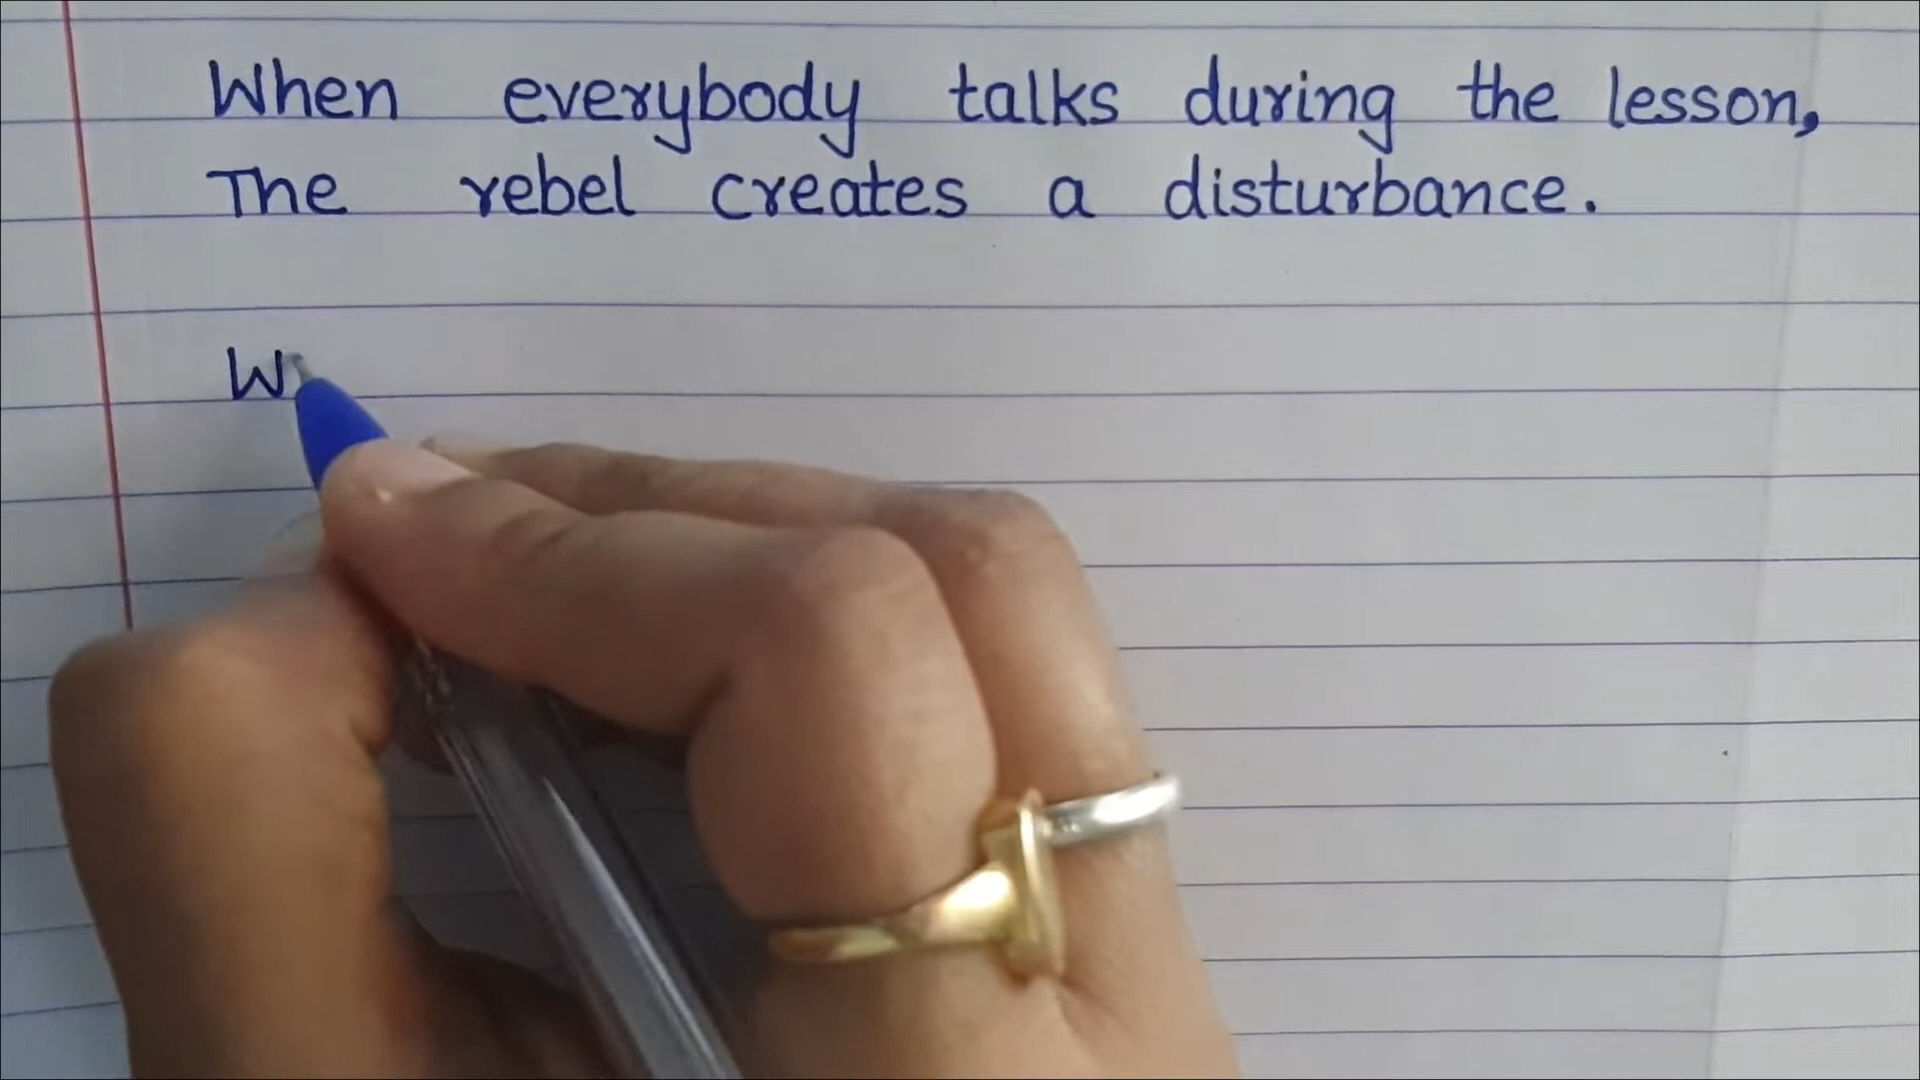 When everybody talks during the lesson,
The rebel creates a disturbance.
W